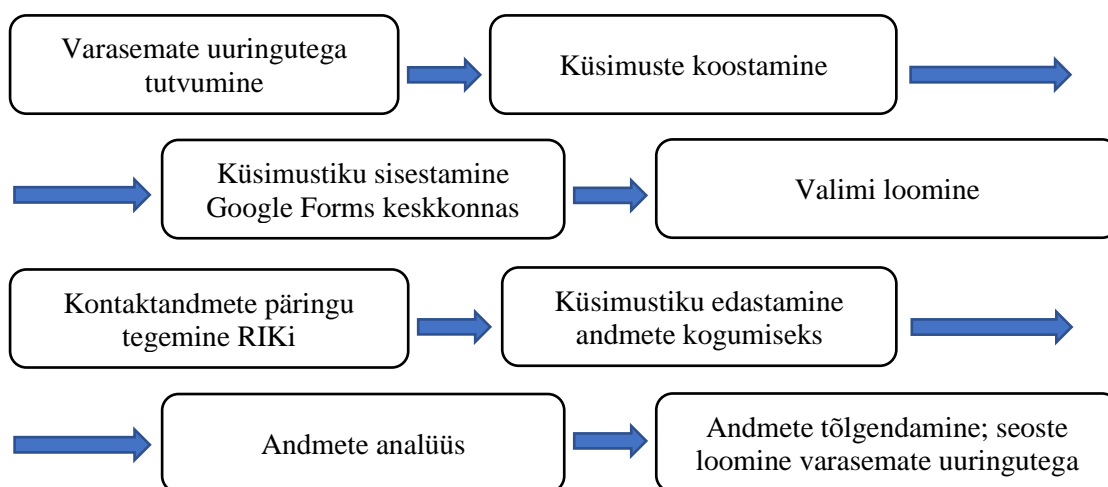 Varasemate uuringutega
tutvumine
Küsimuste koostamine
Küsimustiku sisestamine
Google Forms keskkonnas
Valimi loomine
Kontaktandmete päringu
tegemine RIKi
Küsimustiku edastamine
andmete kogumiseks
Andmete analüüs
Andmete tõlgendamine; seoste
loomine varasemate uuringutega